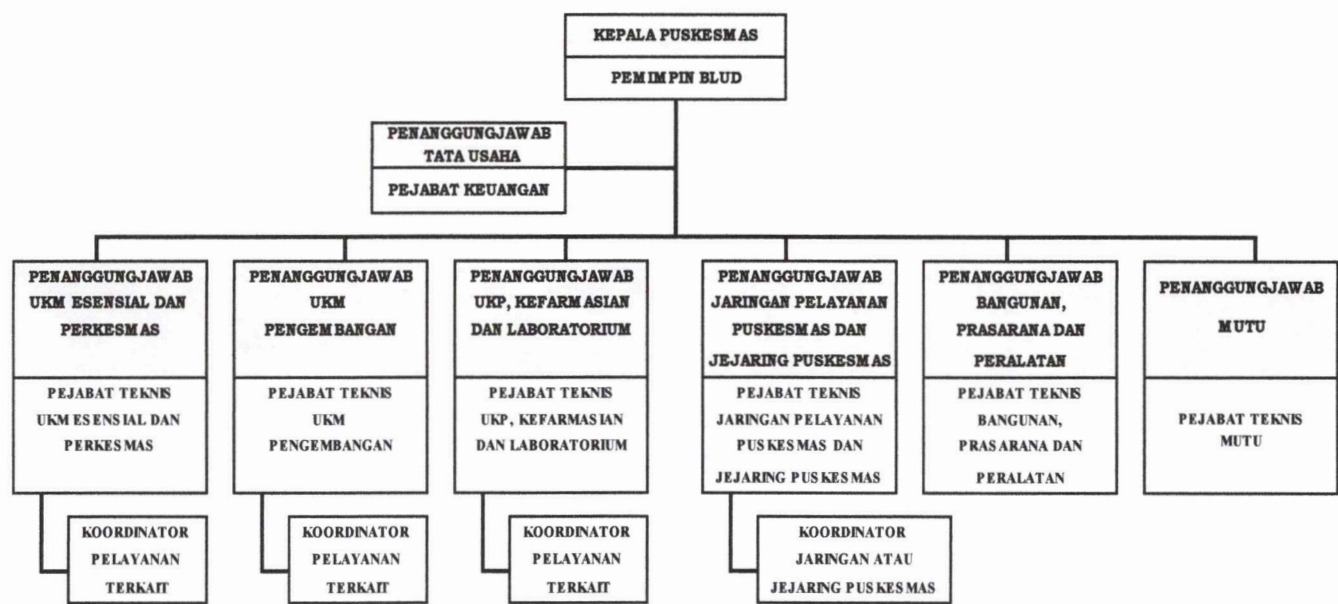 KEPALA PUSKESMAS
PEMIMPIN BLUD
PENANGGUNGJAWAB
TATA USAHA
PEJABAT KEUANGAN
PENANGGUNGJAWAB
UKM ESENSIAL DAN
PERKESMAS
PEJABAT TEKNIS
UKM ESENSIAL DAN
PERKESMAS
KOORDINATOR
PELAYANAN
TERKAIT
PENANGGUNGJAWAB
UKM
PENGEMBANGAN
PEJABAT TEKNIS
UKM
PENGEMBANGAN
KOORDINATOR
PELAYANAN
TERKAIT
PENANGGUNGJAWAB
UKP, KEFARMASIAN
DAN LABORATORIUM
PEJABAT TEKNIS
UKP, KEFARMASIAN
DAN LABORATORIUM
KOORDINATOR
PELAYANAN
TERKAIT
PENANGGUNGJAWAB
JARINGAN PELAYANAN
PUSKESMAS DAN
JEJARING PUSKESMAS
PEJABAT TEKNIS
JARINGAN PELAYANAN
PUSKESMAS DAN
JEJARING PUSKESMAS
KOORDINATOR
JARINGAN ATAU
JEJARING PUSKESMAS
PENANGGUNGJAWAB
BANGUNAN,
PRASARANA DAN
PERALATAN
PEJABAT TEKNIS
BANGUNAN,
PRASARANA DAN
PERALATAN
PENANGGUNGJAWAB
MUTU
PEJABAT TEKNIS
MUTU